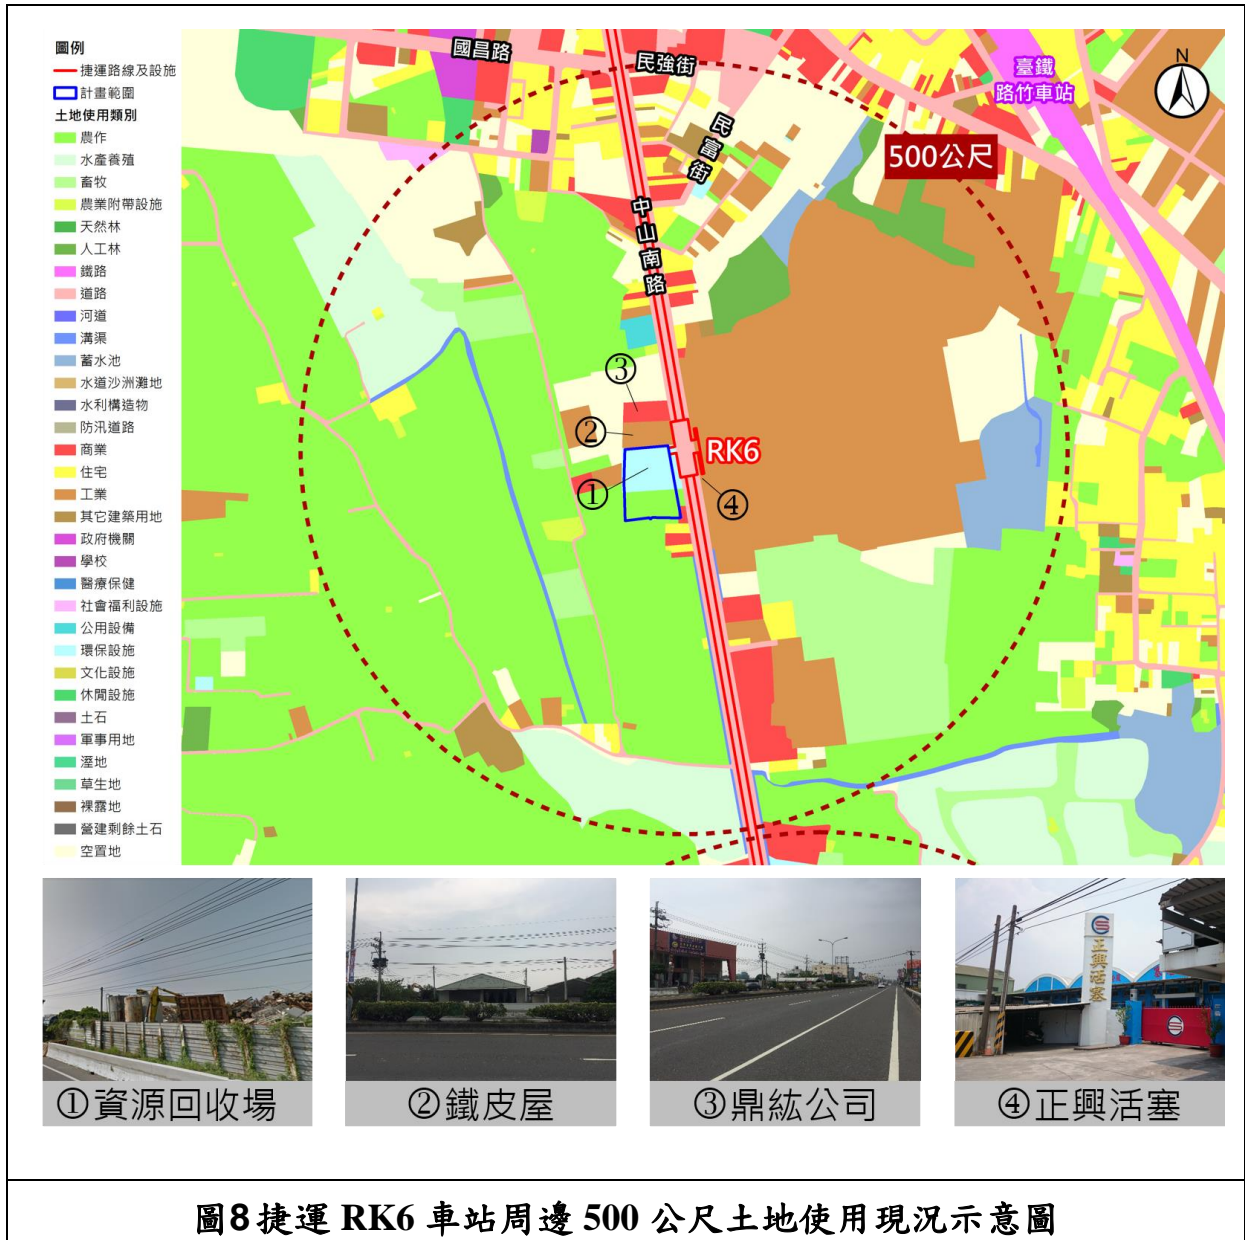 圖例
捷運路線及設施
計畫範圍
土地使用類別
農作
水產養殖
畜牧
農業附帶設施
天然林
人工林
鐵路
道路
河道
溝渠
蓄水池
水道沙洲灘地
水利構造物
防汛道路
商業
住宅
工業
其它建築用地
政府機關
學校
醫療保健
社會福利設施
公用設備
環保設施
文化設施
休閒設施
土石
軍事用地
溼地
草生地
裸露地
營建剩餘土石
空置地
國昌路
民強街
民富街
中山南路
臺鐵
路竹車站
N
500公尺
③
②
①
RK6
④
正興活塞
①資源回收場
②鐵皮屋
③鼎紘公司
④正興活塞
圖8捷運 RK6 車站周邊 500 公尺土地使用現況示意圖